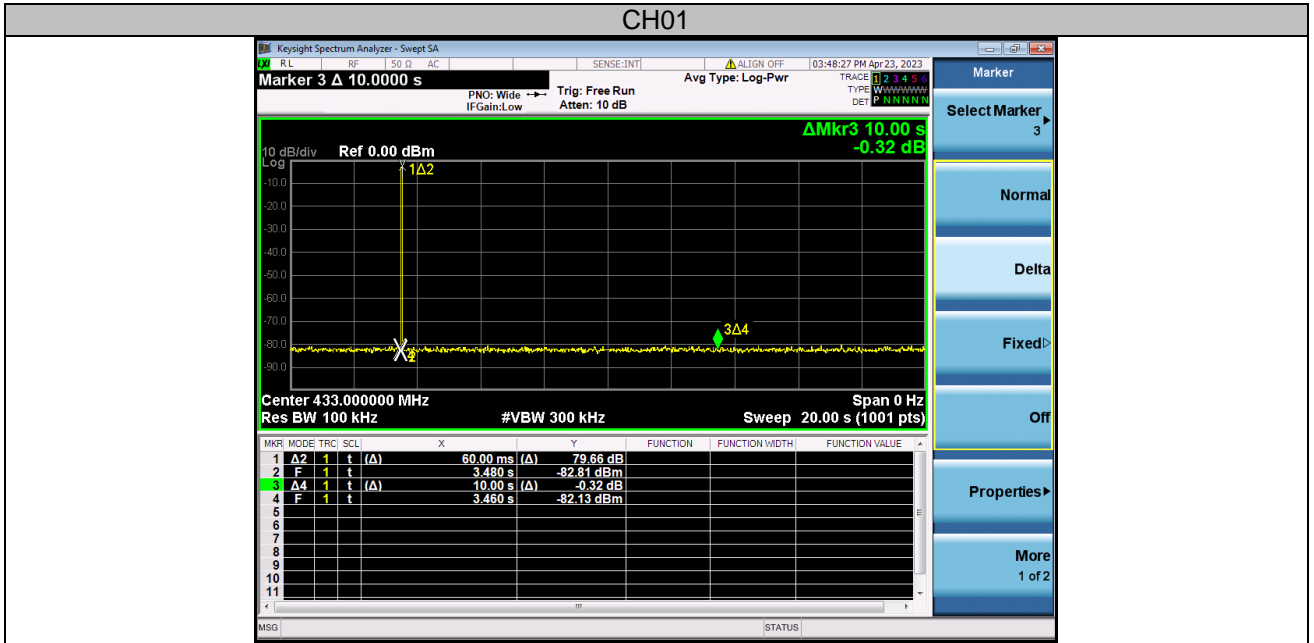 CH01
Keysight Spectrum Analyzer - Swept SA
LXI RL RF 50 Ω AC SENSE:INT ALIGN OFF 03:48:27 PM Apr 23, 2023
Marker 3 Δ 10.0000 s
PNO: Wide
IFGain:Low
Trig: Free Run
Atten: 10 dB
Avg Type: Log-Pwr
TRACE 1 2 3 4 5 6
TYPE W
DET P N N N N N
ΔMkr3 10.00 s
-0.32 dB
10 dB/div Ref 0.00 dBm
Log
1Δ2
-10.0
-20.0
-30.0
-40.0
-50.0
-60.0
-70.0
3Δ4
-80.0
-90.0
Center 433.000000 MHz Span 0 Hz
Res BW 100 kHz #VBW 300 kHz Sweep 20.00 s (1001 pts)
MKR MODE TRC SCL X Y FUNCTION FUNCTION WIDTH FUNCTION VALUE
1 Δ2 1 t (Δ) 60.00 ms (Δ) 79.66 dB
2 F 1 t 3.480 s -82.81 dBm
3 Δ4 1 t (Δ) 10.00 s (Δ) -0.32 dB
4 F 1 t 3.460 s -82.13 dBm
5
6
7
8
9
10
11
MSG STATUS
Marker
Select Marker
3
Normal
Delta
Fixed
Off
Properties
More
1 of 2